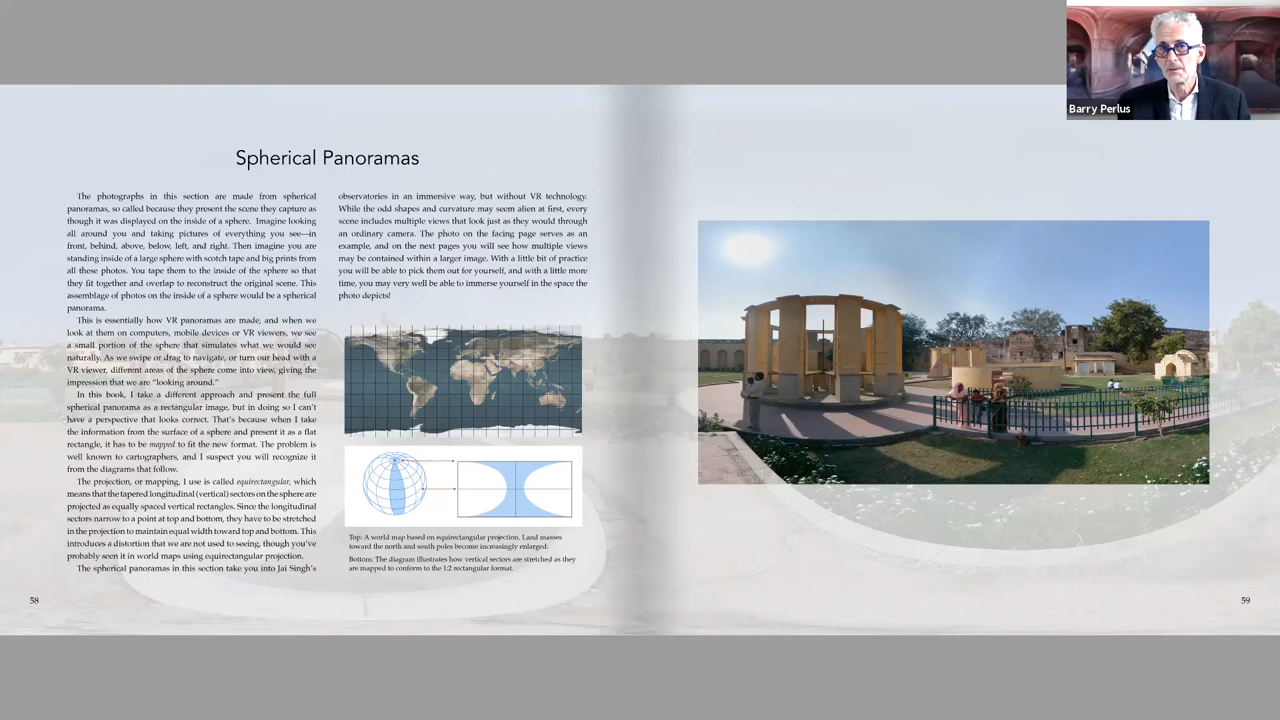 Barry Perlus
Spherical Panoramas
The photographs in this section are made from spherical
panoramas, so called because they present the scene they capture as
though it was displayed on the inside of a sphere. Imagine looking
all around you and taking pictures of everything you see—in
front, behind, above, below, left, and right. Then imagine you are
standing inside of a large sphere with scotch tape and big prints from
all these photos. You tape them to the inside of the sphere so that
they fit together and overlap to reconstruct the original scene. This
assemblage of photos on the inside of a sphere would be a spherical
panorama.
This is essentially how VR panoramas are made, and when we
look at them on computers, mobile devices or VR viewers, we see
a small portion of the sphere that simulates what we would see
naturally. As we swipe or drag to navigate, or turn our head with a
VR viewer, different areas of the sphere come into view, giving the
impression that we are "looking around."
In this book, I take a different approach and present the full
spherical panorama as a rectangular image, but in doing so I can't
have a perspective that looks correct. That's because when I take
the information from the surface of a sphere and present it as a flat
rectangle, it has to be mapped to fit the new format. The problem is
well known to cartographers, and I suspect you will recognize it
from the diagrams that follow.
The projection, or mapping, I use is called equirectangular, which
means that the tapered longitudinal (vertical) sectors on the sphere are
projected as equally spaced vertical rectangles. Since the longitudinal
sectors narrow to a point at top and bottom, they have to be stretched
in the projection to maintain equal width toward top and bottom. This
introduces a distortion that we are not used to seeing, though you've
probably seen it in world maps using equirectangular projection.
The spherical panoramas in this section take you into Jai Singh's
observatories in an immersive way, but without VR technology.
While the odd shapes and curvature may seem alien at first, every
scene includes multiple views that look just as they would through
an ordinary camera. The photo on the facing page serves as an
example, and on the next pages you will see how multiple views
may be contained within a larger image. With a little bit of practice
you will be able to pick them out for yourself, and with a little more
time, you may very well be able to immerse yourself in the space the
photo depicts!
Top: A world map based on equirectangular projection. Land masses
toward the north and south poles become increasingly enlarged.
Bottom: The diagram illustrates how vertical sectors are stretched as they
are mapped to conform to the 1:2 rectangular format.
58
59